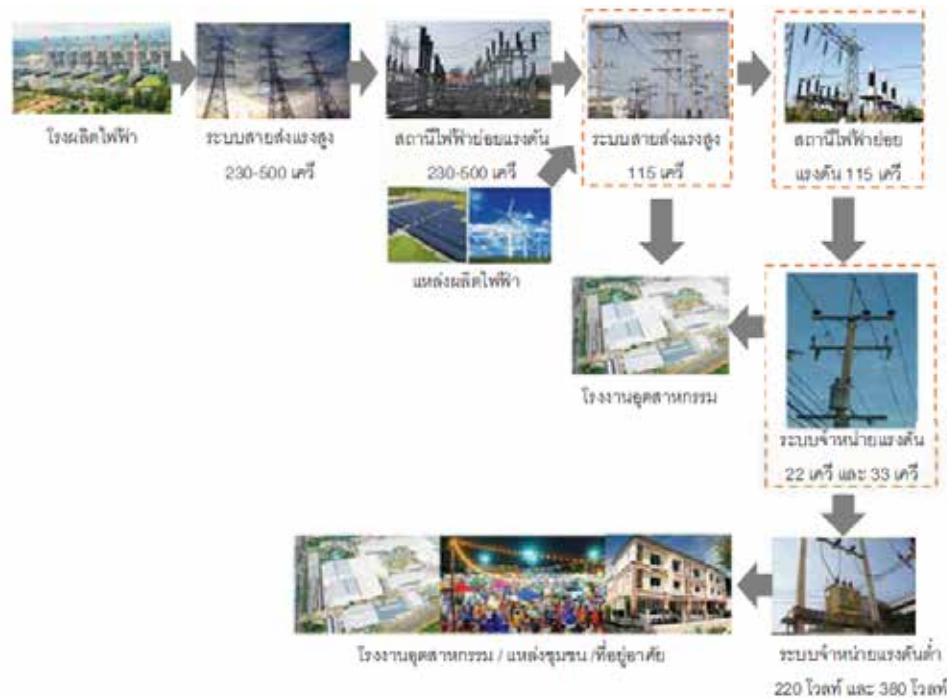 โรงผลิตไฟฟ้า
ระบบสายส่งแรงสูง
230-500 เควี
สถานีไฟฟ้าย่อยแรงดัน
230-500 เควี
ระบบสายส่งแรงสูง
115 เควี
สถานีไฟฟ้าย่อย
แรงดัน 115 เควี
แหล่งผลิตไฟฟ้า
โรงงานอุตสาหกรรม
ระบบจำหน่ายแรงดัน
22 เควี และ 33 เควี
โรงงานอุตสาหกรรม / แหล่งชุมชน /ที่อยู่อาศัย
ระบบจำหน่ายแรงดันต่ำ
220 โวลท์ และ 380 โวลท์